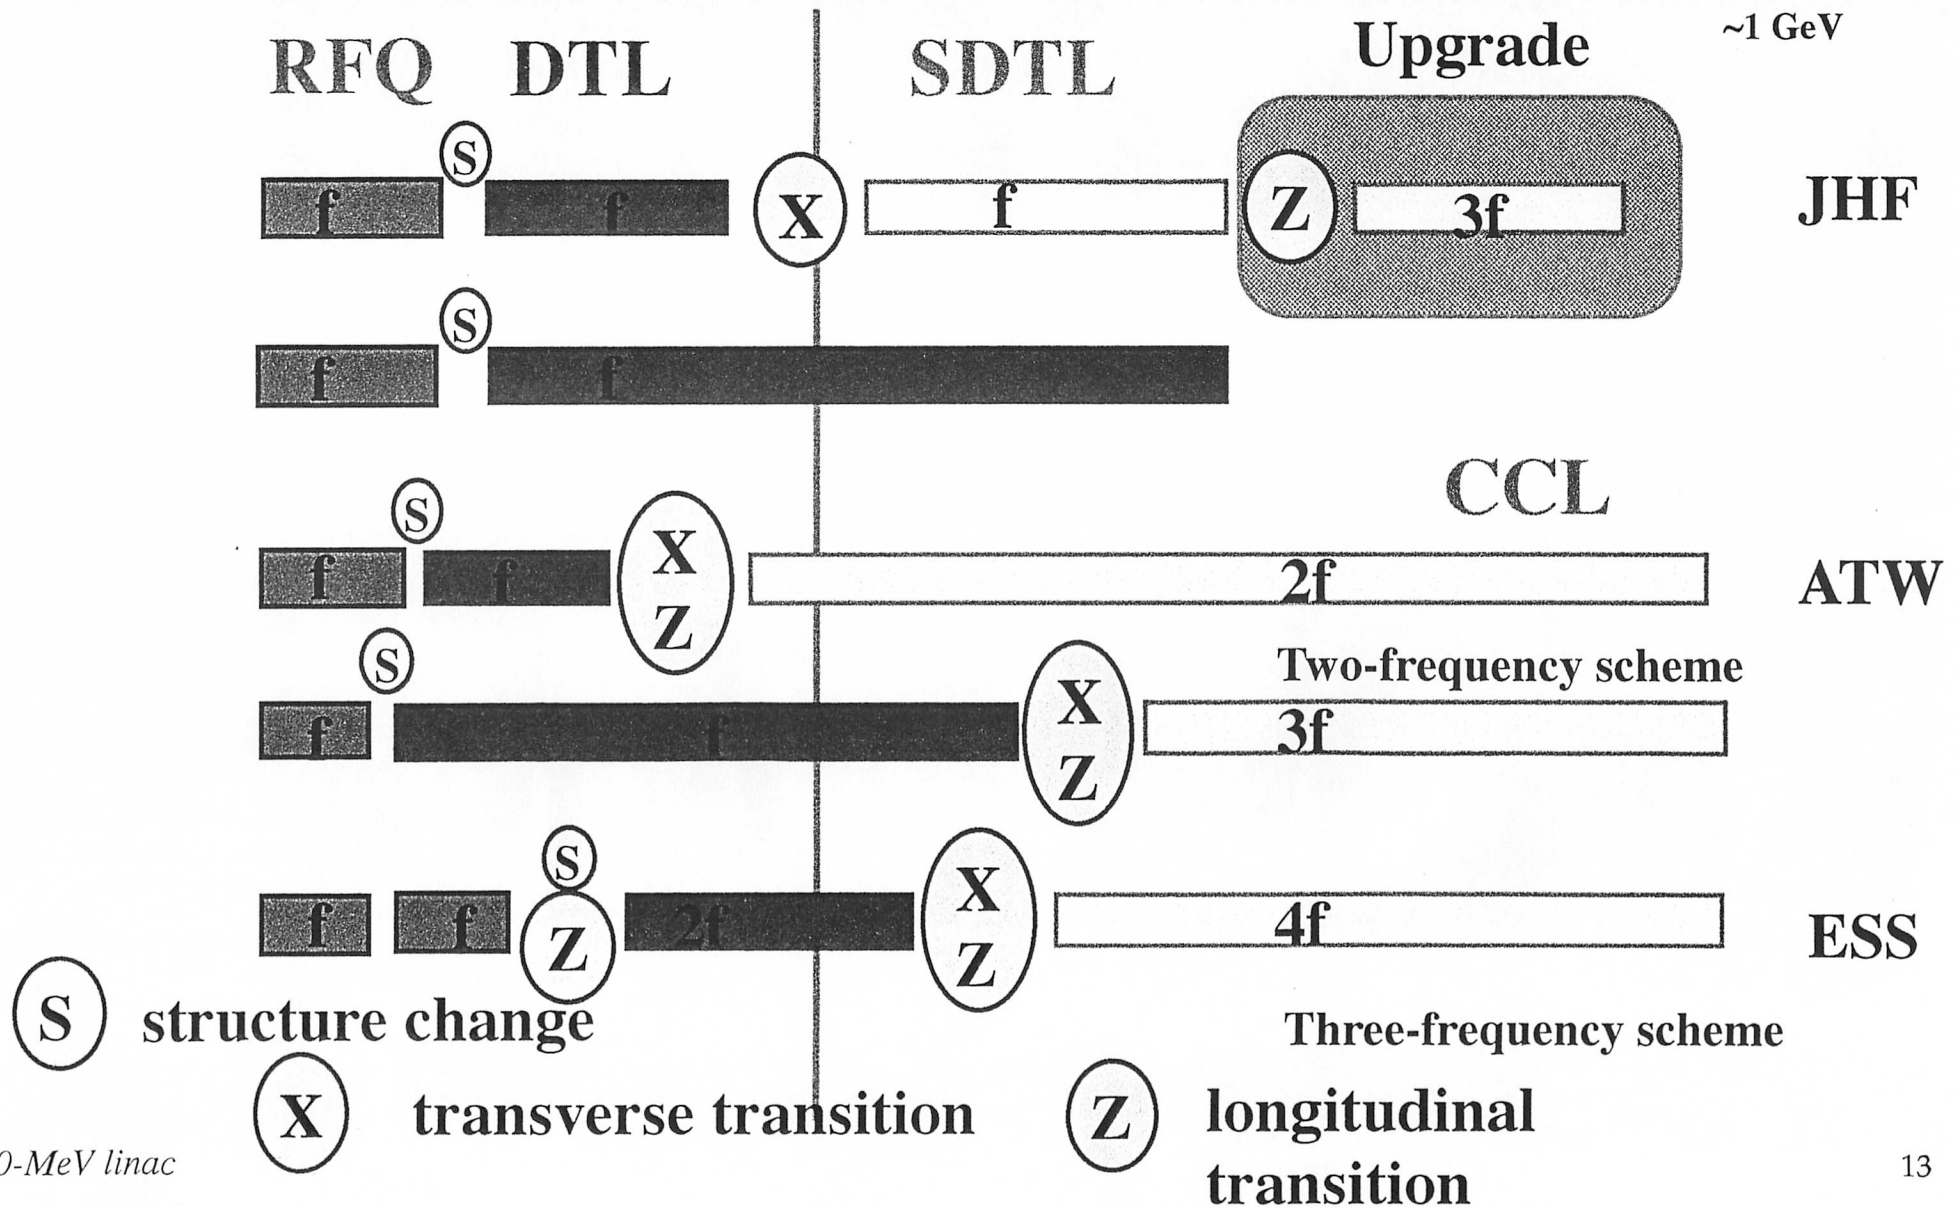 RFQ DTL SDTL Upgrade ~1 GeV
S
f f X f Z 3f JHF
S
f f
CCL
S
f f X Z 2f ATW
S
Two-frequency scheme
f f X Z 3f
S
f f Z 2f X Z 4f ESS
S structure change
Three-frequency scheme
X transverse transition Z longitudinal
transition
0-MeV linac
13